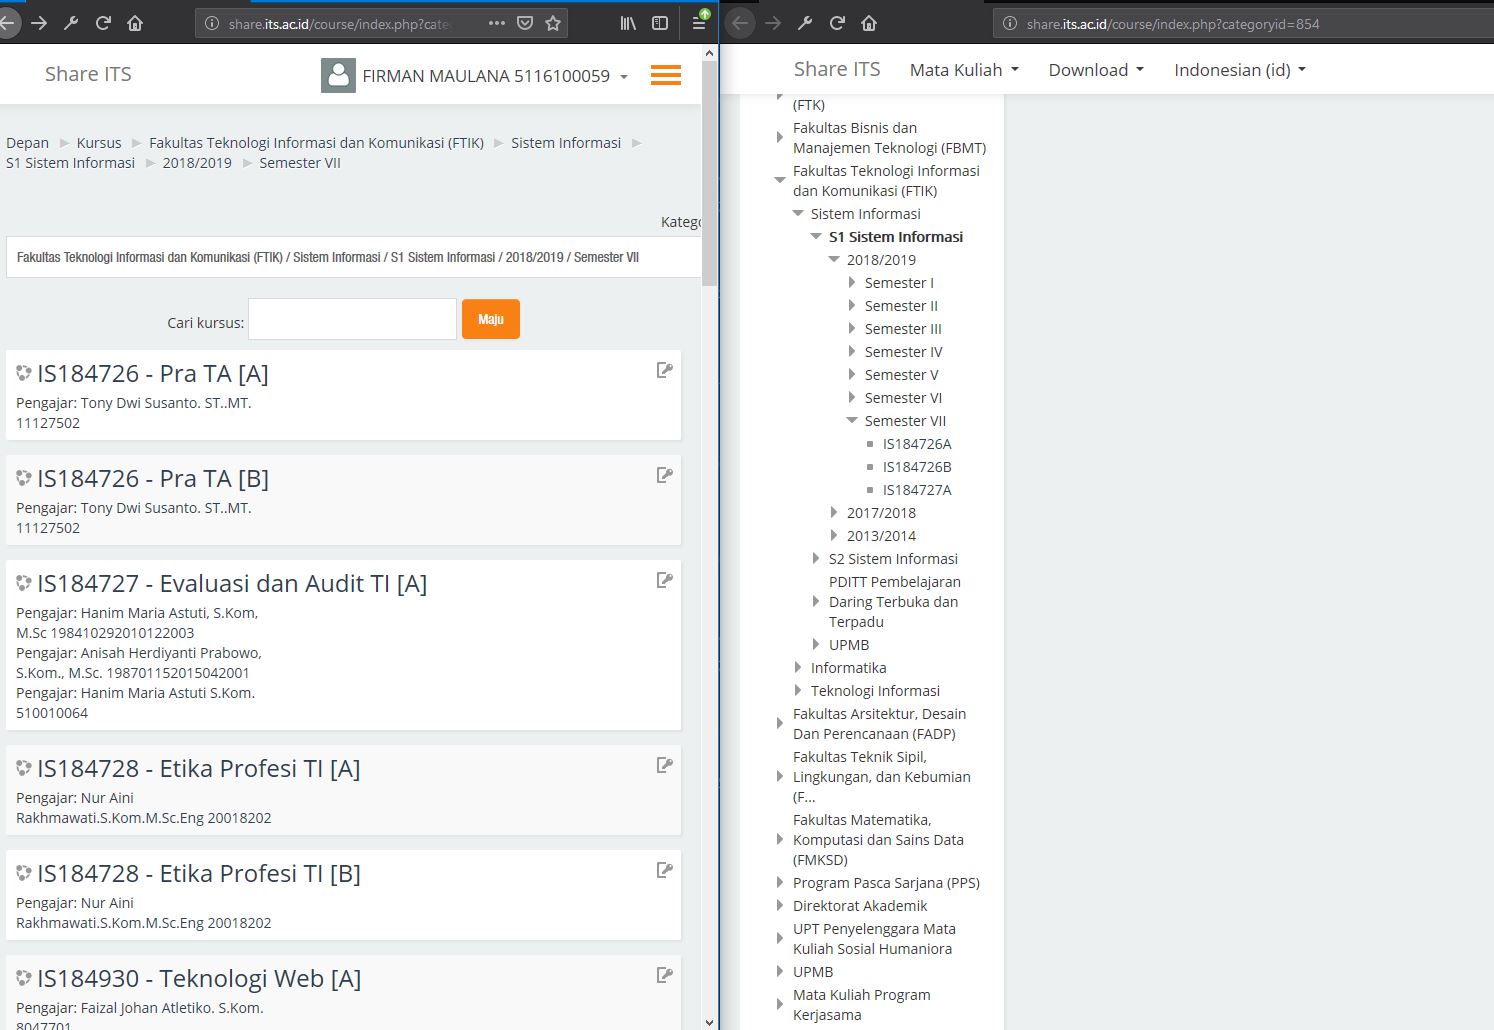 share.its.ac.id/course/index.php?cate
Share ITS
FIRMAN MAULANA 5116100059
Depan
Kursus
Fakultas Teknologi Informasi dan Komunikasi (FTIK)
Sistem Informasi
S1 Sistem Informasi
2018/2019
Semester VII
Katego
Fakultas Teknologi Informasi dan Komunikasi (FTIK) / Sistem Informasi / S1 Sistem Informasi / 2018/2019 / Semester VII
Cari kursus:
Maju
IS184726 - Pra TA [A]
Pengajar: Tony Dwi Susanto. ST..MT.
11127502
IS184726 - Pra TA [B]
Pengajar: Tony Dwi Susanto. ST..MT.
11127502
IS184727 - Evaluasi dan Audit TI [A]
Pengajar: Hanim Maria Astuti, S.Kom,
M.Sc 198410292010122003
Pengajar: Anisah Herdiyanti Prabowo,
S.Kom., M.Sc. 198701152015042001
Pengajar: Hanim Maria Astuti S.Kom.
510010064
IS184728 - Etika Profesi TI [A]
Pengajar: Nur Aini
Rakhmawati.S.Kom.M.Sc.Eng 20018202
IS184728 - Etika Profesi TI [B]
Pengajar: Nur Aini
Rakhmawati.S.Kom.M.Sc.Eng 20018202
IS184930 - Teknologi Web [A]
Pengajar: Faizal Johan Atletiko. S.Kom.
8047701
share.its.ac.id/course/index.php?categoryid=854
Share ITS
Mata Kuliah
Download
Indonesian (id)
(FTK)
Fakultas Bisnis dan
Manajemen Teknologi (FBMT)
Fakultas Teknologi Informasi
dan Komunikasi (FTIK)
Sistem Informasi
S1 Sistem Informasi
2018/2019
Semester I
Semester II
Semester III
Semester IV
Semester V
Semester VI
Semester VII
IS184726A
IS184726B
IS184727A
2017/2018
2013/2014
S2 Sistem Informasi
PDITT Pembelajaran
Daring Terbuka dan
Terpadu
UPMB
Informatika
Teknologi Informasi
Fakultas Arsitektur, Desain
Dan Perencanaan (FADP)
Fakultas Teknik Sipil,
Lingkungan, dan Kebumian
(F...
Fakultas Matematika,
Komputasi dan Sains Data
(FMKSD)
Program Pasca Sarjana (PPS)
Direktorat Akademik
UPT Penyelenggara Mata
Kuliah Sosial Humaniora
UPMB
Mata Kuliah Program
Kerjasama